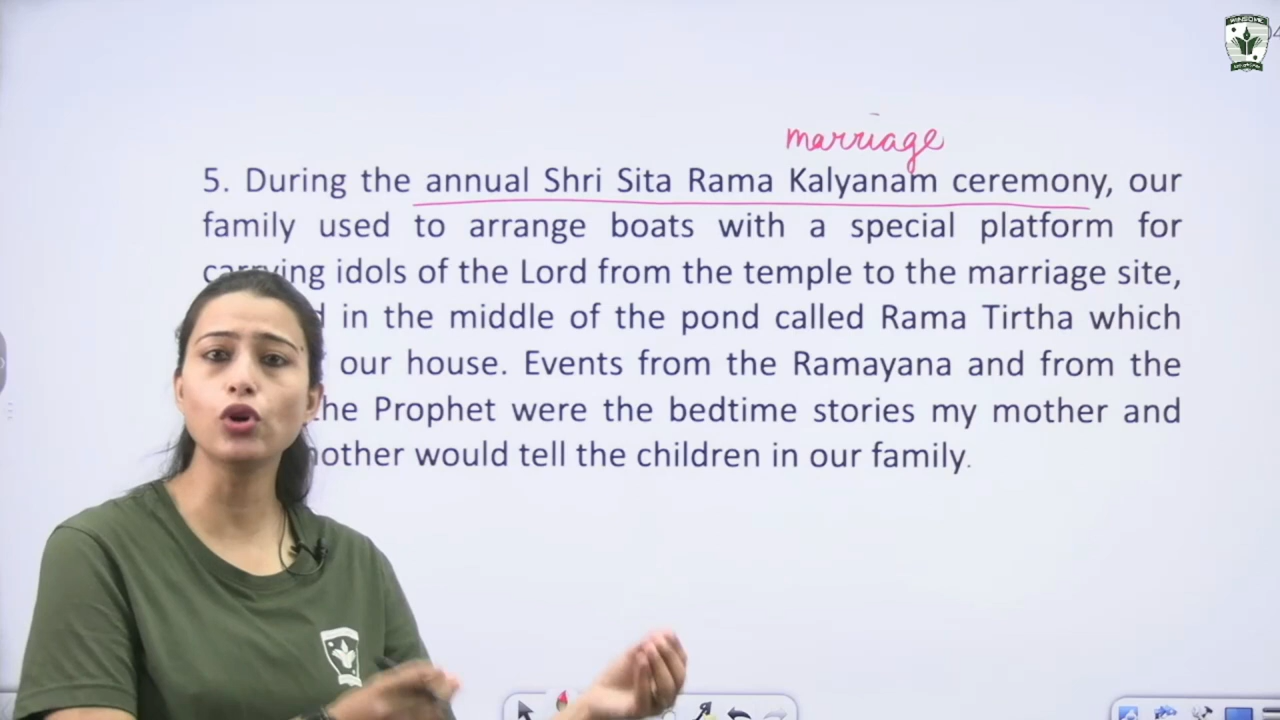 WINSOME
marriage
5. During the annual Shri Sita Rama Kalyanam ceremony, our
family used to arrange boats with a special platform for
carrying idols of the Lord from the temple to the marriage site,
in the middle of the pond called Rama Tirtha which
our house. Events from the Ramayana and from the
the Prophet were the bedtime stories my mother and
would tell the children in our family.